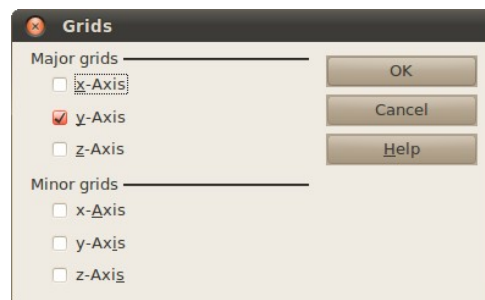 Grids
Major grids
x-Axis
y-Axis
z-Axis
Minor grids
x-Axis
y-Axis
z-Axis
OK
Cancel
Help